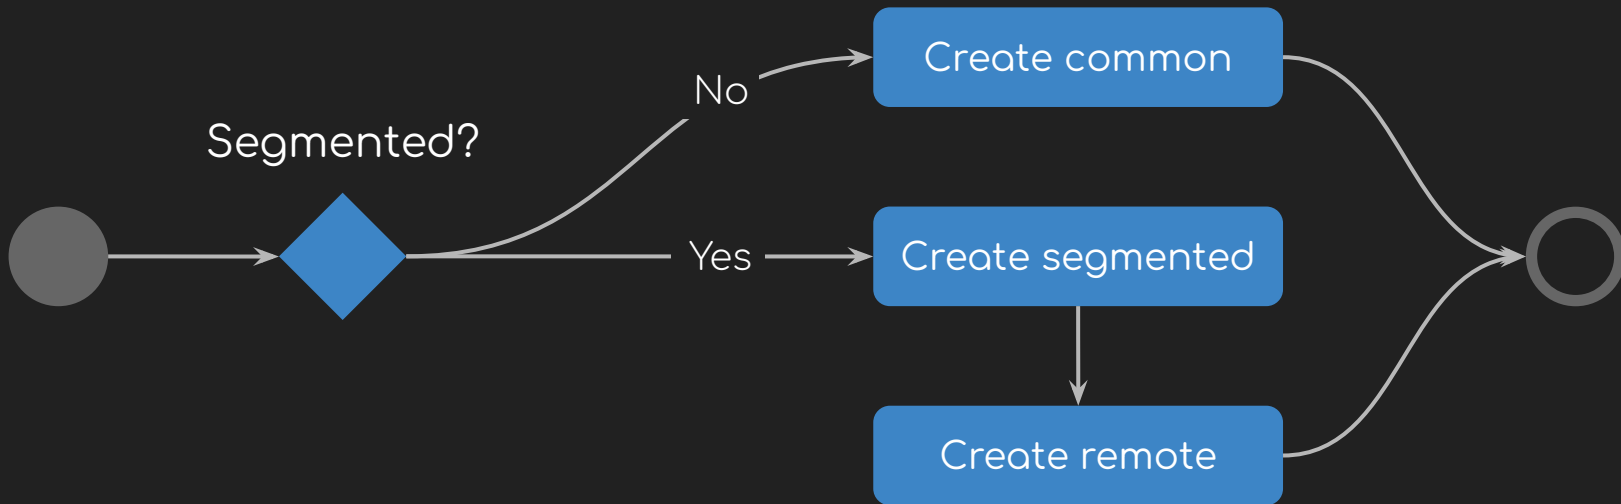 Segmented?
No
Create common
Yes
Create segmented
Create remote